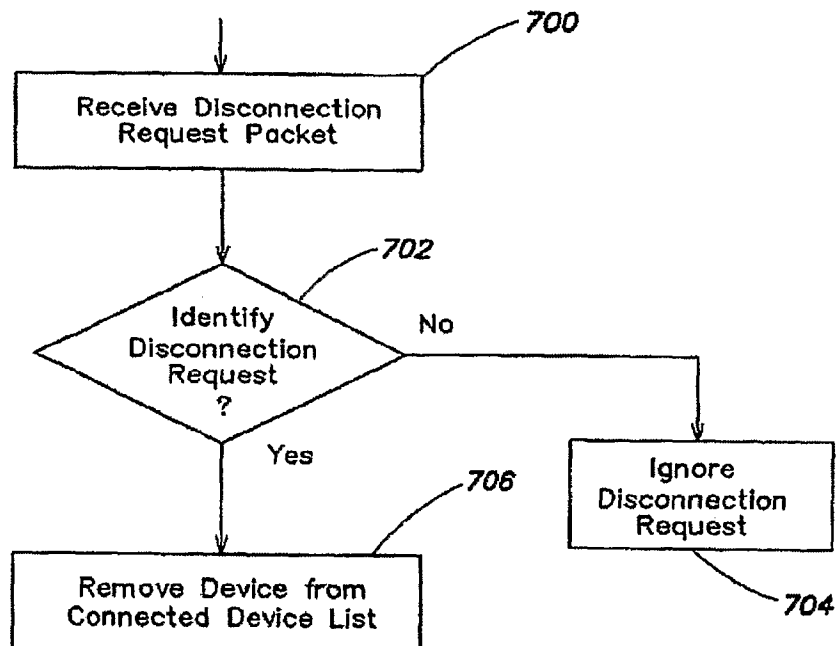 700
Receive Disconnection
Request Packet
702
Identify
Disconnection
Request
?
No
Yes
706
Ignore
Disconnection
Request
Remove Device from
Connected Device List
704